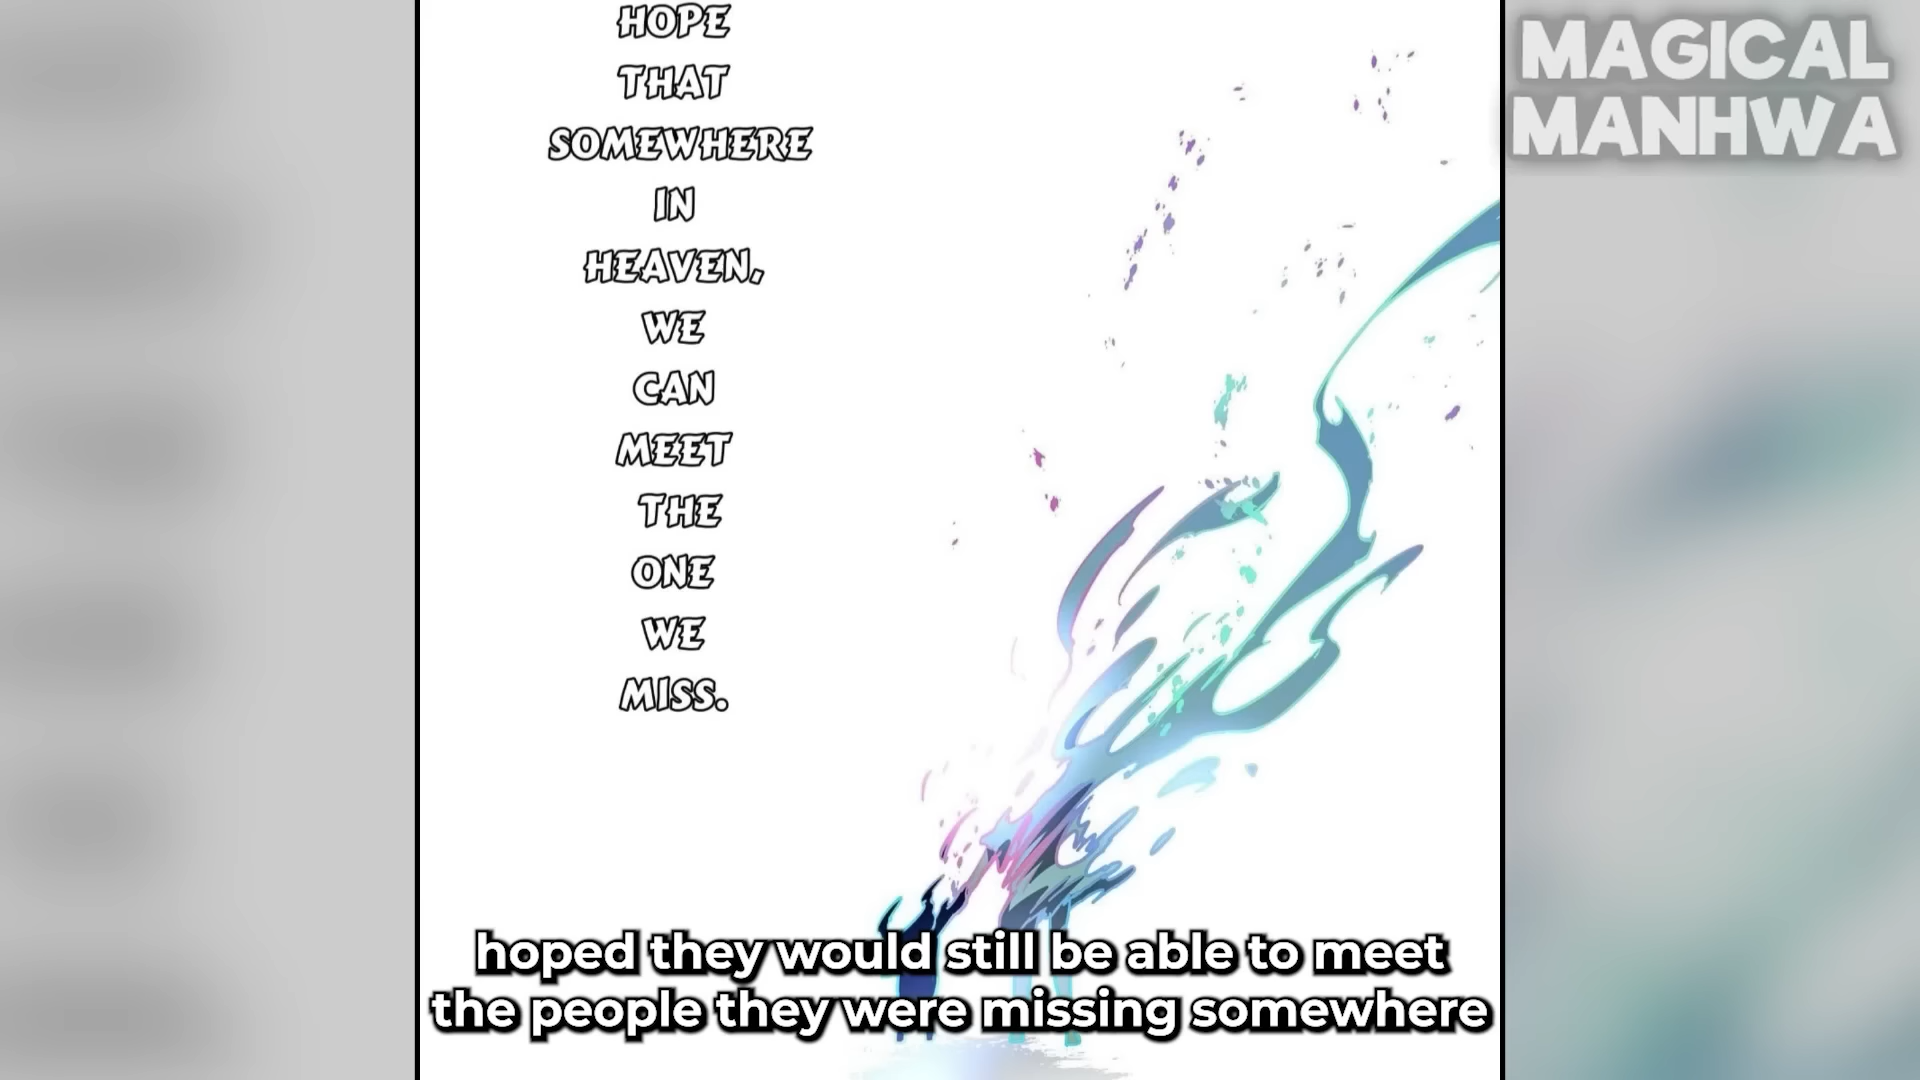 HOPE
THAT
SOMEWHERE
IN
HEAVEN,
WE
CAN
MEET
THE
ONE
WE
MISS.
MAGICAL
MANHWA
hoped they would still be able to meet
the people they were missing somewhere